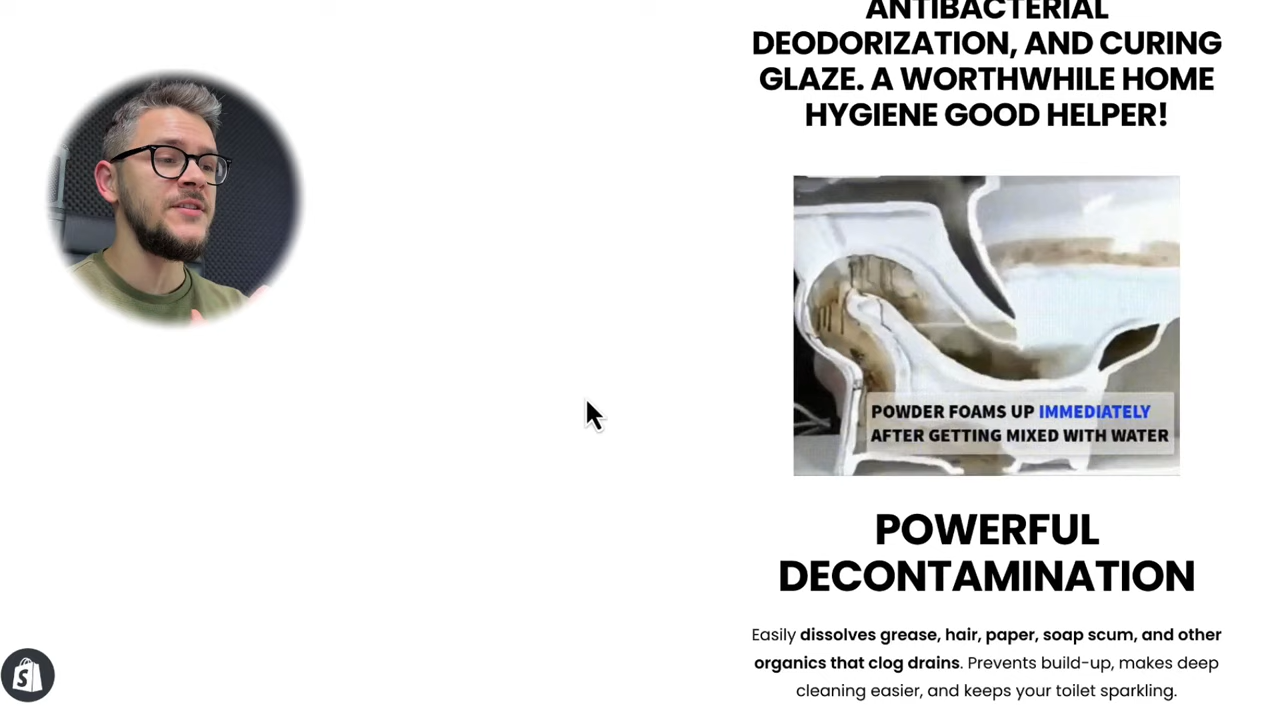 ANTIBACTERIAL
DEODORIZATION, AND CURING
GLAZE. A WORTHWHILE HOME
HYGIENE GOOD HELPER!
POWDER FOAMS UP IMMEDIATELY
AFTER GETTING MIXED WITH WATER
POWERFUL
DECONTAMINATION
Easily dissolves grease, hair, paper, soap scum, and other
organics that clog drains. Prevents build-up, makes deep
cleaning easier, and keeps your toilet sparkling.